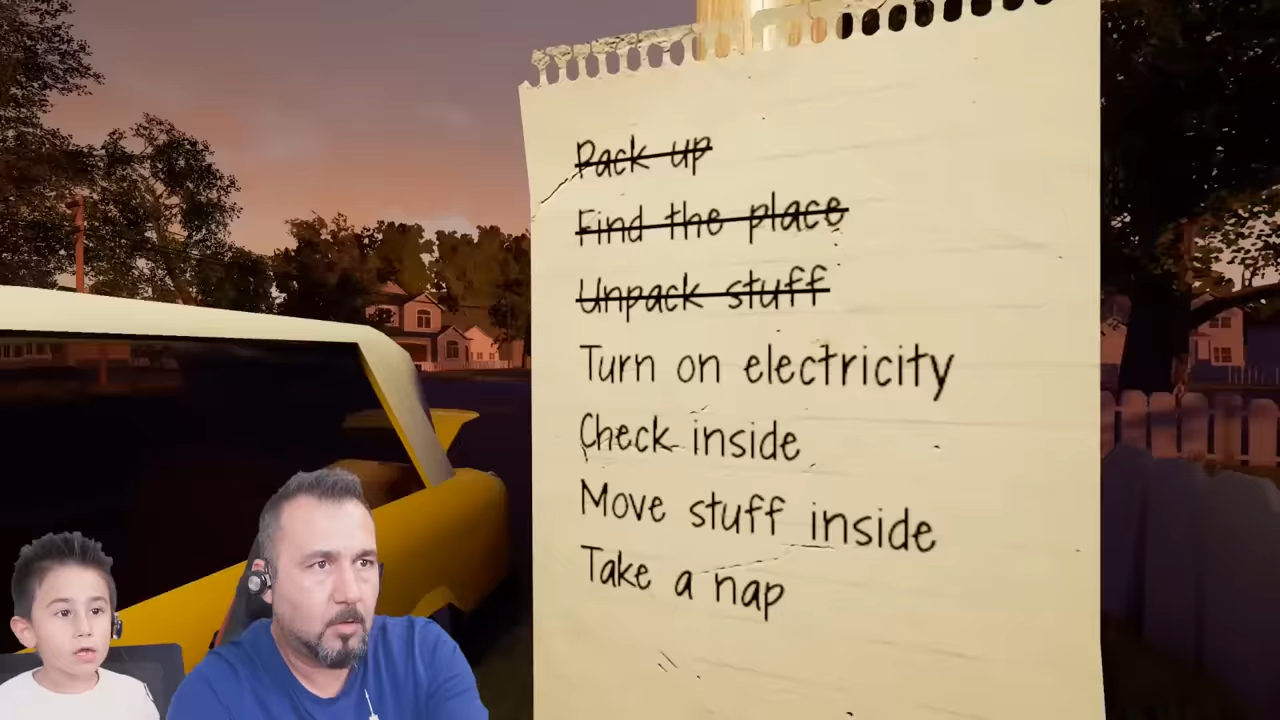 Pack up
Find the place
Unpack stuff
Turn on electricity
Check inside
Move stuff inside
Take a nap